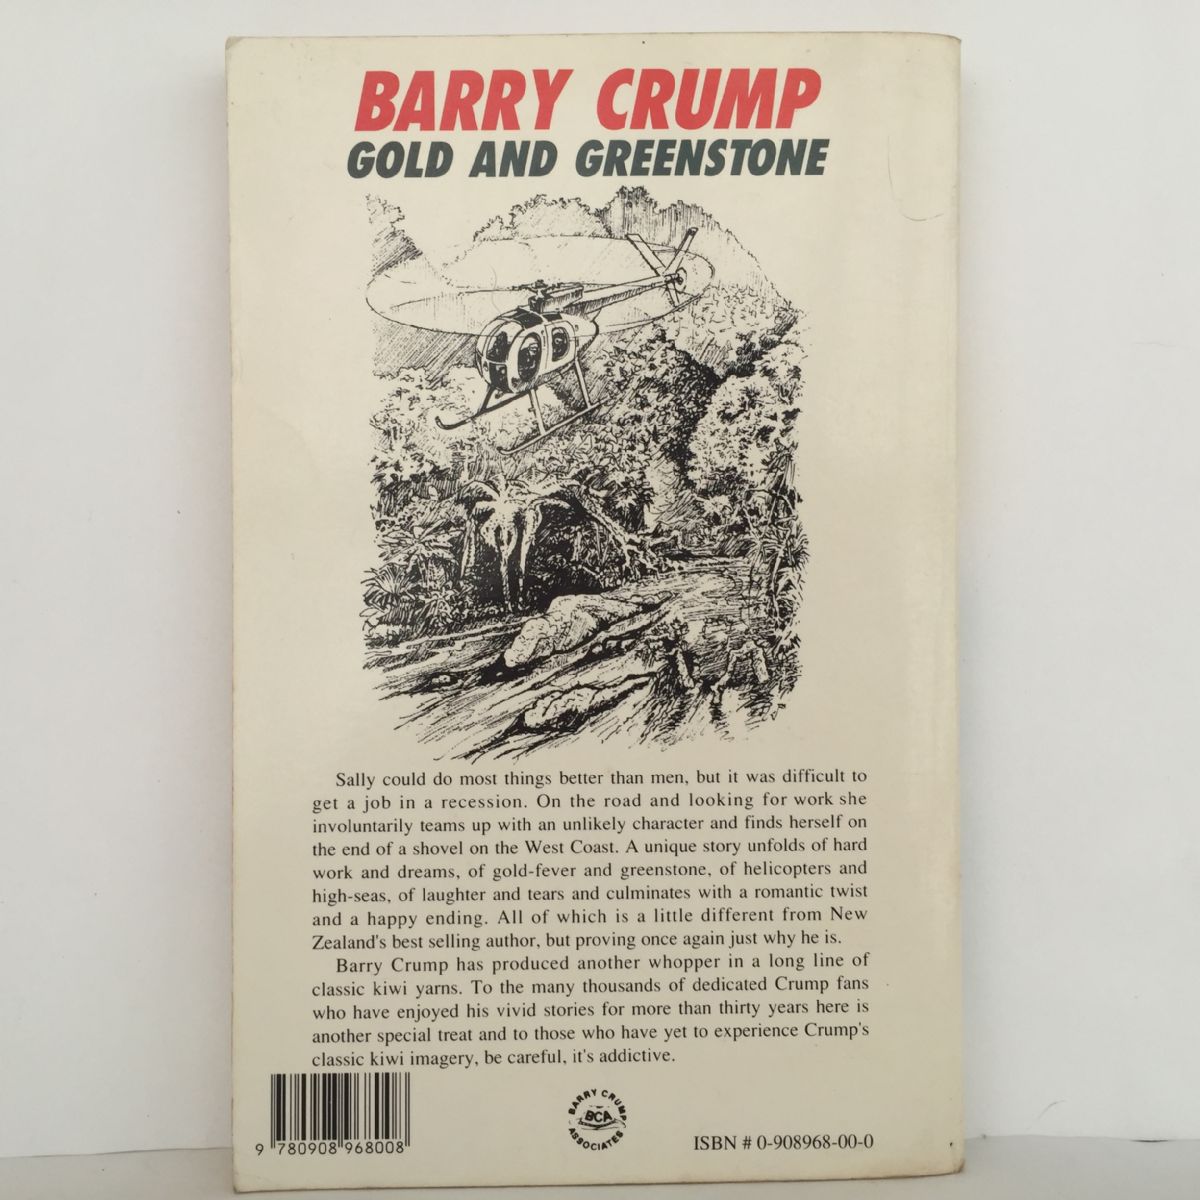 BARRY CRUMP
GOLD AND GREENSTONE
Sally could do most things better than men, but it was difficult to
get a job in a recession. On the road and looking for work she
involuntarily teams up with an unlikely character and finds herself on
the end of a shovel on the West Coast. A unique story unfolds of hard
work and dreams, of gold-fever and greenstone, of helicopters and
high-seas, of laughter and tears and culminates with a romantic twist
and a happy ending. All of which is a little different from New
Zealand's best selling author, but proving once again just why he is.
Barry Crump has produced another whopper in a long line of
classic kiwi yarns. To the many thousands of dedicated Crump fans
who have enjoyed his vivid stories for more than thirty years here is
another special treat and to those who have yet to experience Crump's
classic kiwi imagery, be careful, it's addictive.
9 780908 968008
BARRY CRUMP
BCA
ASSOCIATES
ISBN # 0-908968-00-0